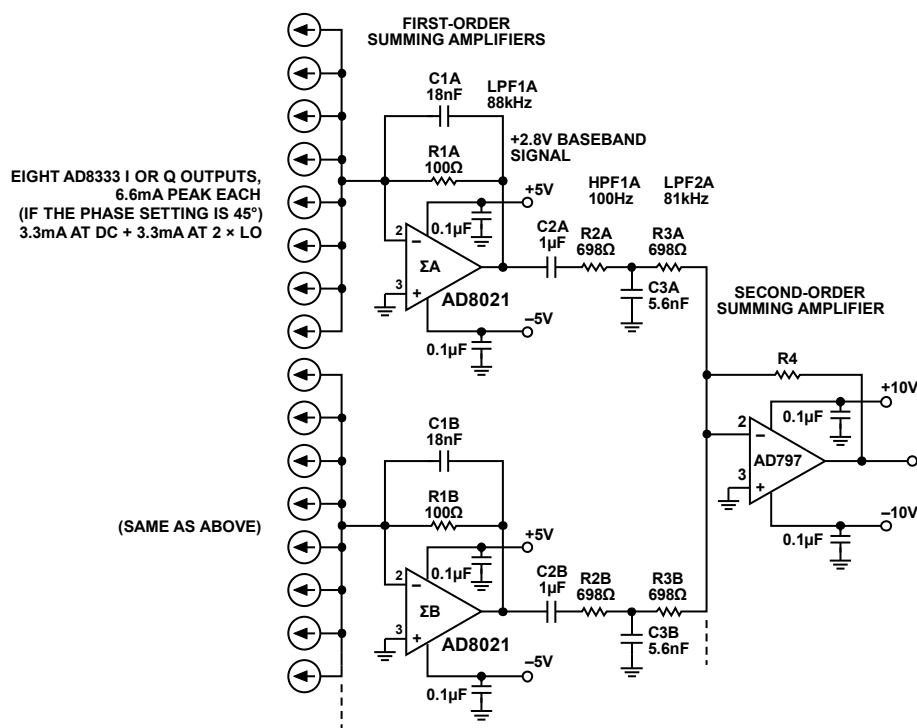 FIRST-ORDER
SUMMING AMPLIFIERS
C1A
18nF
LPF1A
88kHz
R1A
100Ω
+2.8V BASEBAND
SIGNAL
EIGHT AD8333 I OR Q OUTPUTS,
6.6mA PEAK EACH
(IF THE PHASE SETTING IS 45°)
3.3mA AT DC + 3.3mA AT 2 × LO
+5V
0.1µF
2
–
ΣA
3
+
AD8021
–5V
0.1µF
C2A
1µF
HPF1A
100Hz
R2A
698Ω
LPF2A
81kHz
R3A
698Ω
C3A
5.6nF
SECOND-ORDER
SUMMING AMPLIFIER
R4
+10V
0.1µF
2
–
AD797
3
+
–10V
0.1µF
C1B
18nF
R1B
100Ω
(SAME AS ABOVE)
+5V
0.1µF
2
–
ΣB
3
+
AD8021
–5V
0.1µF
C2B
1µF
R2B
698Ω
R3B
698Ω
C3B
5.6nF